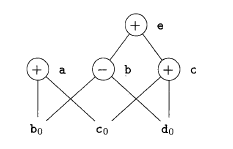 + e
+ a − b + c
b₀ c₀ d₀